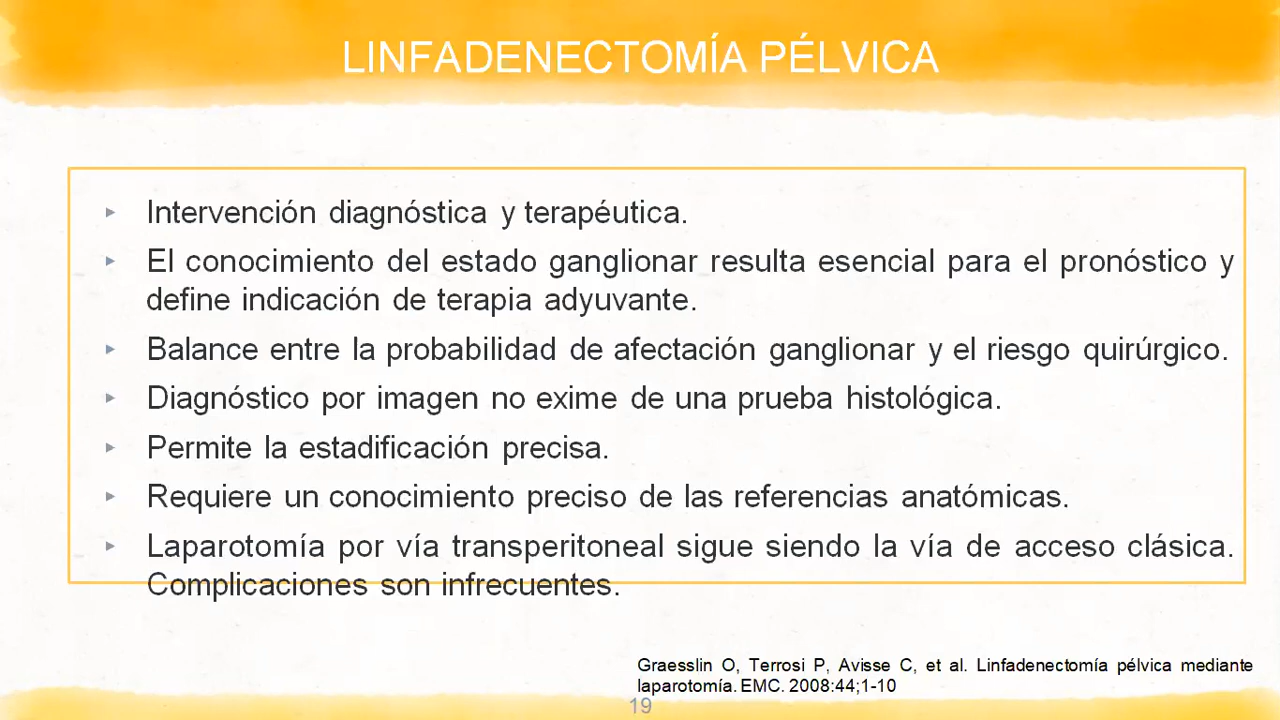 LINFADENECTOMÍA PÉLVICA
‣ Intervención diagnóstica y terapéutica.
‣ El conocimiento del estado ganglionar resulta esencial para el pronóstico y
define indicación de terapia adyuvante.
‣ Balance entre la probabilidad de afectación ganglionar y el riesgo quirúrgico.
‣ Diagnóstico por imagen no exime de una prueba histológica.
‣ Permite la estadificación precisa.
‣ Requiere un conocimiento preciso de las referencias anatómicas.
‣ Laparotomía por vía transperitoneal sigue siendo la vía de acceso clásica.
Complicaciones son infrecuentes.
Graesslin O, Terrosi P, Avisse C, et al. Linfadenectomía pélvica mediante
laparotomía. EMC. 2008:44;1-10
19